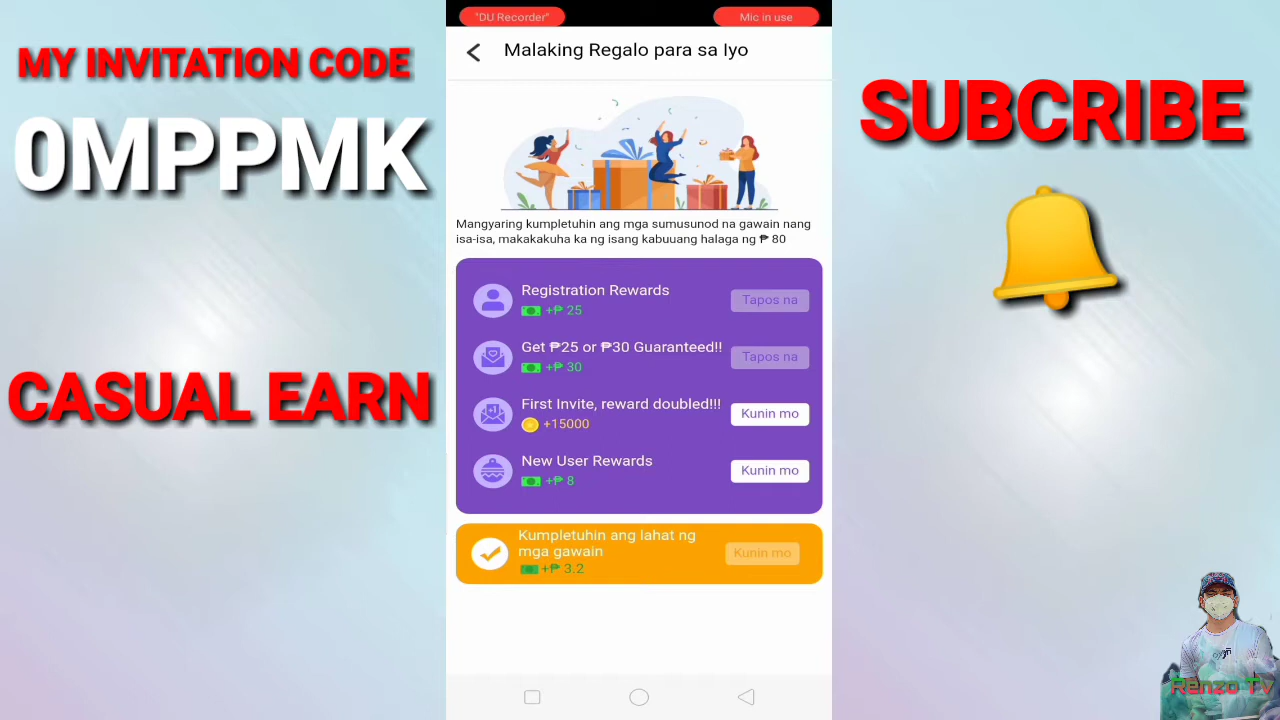 MY INVITATION CODE
0MPPMK
CASUAL EARN
"DU Recorder"
Mic in use
Malaking Regalo para sa Iyo
Mangyaring kumpletuhin ang mga sumusunod na gawain nang
isa-isa, makakakuha ka ng isang kabuuang halaga ng ₱ 80
Registration Rewards
+₱ 25
Tapos na
Get ₱25 or ₱30 Guaranteed!!
+₱ 30
Tapos na
First Invite, reward doubled!!!
+15000
Kunin mo
New User Rewards
+₱ 8
Kunin mo
Kumpletuhin ang lahat ng
mga gawain
+₱ 3.2
Kunin mo
SUBCRIBE
Renzo Tv